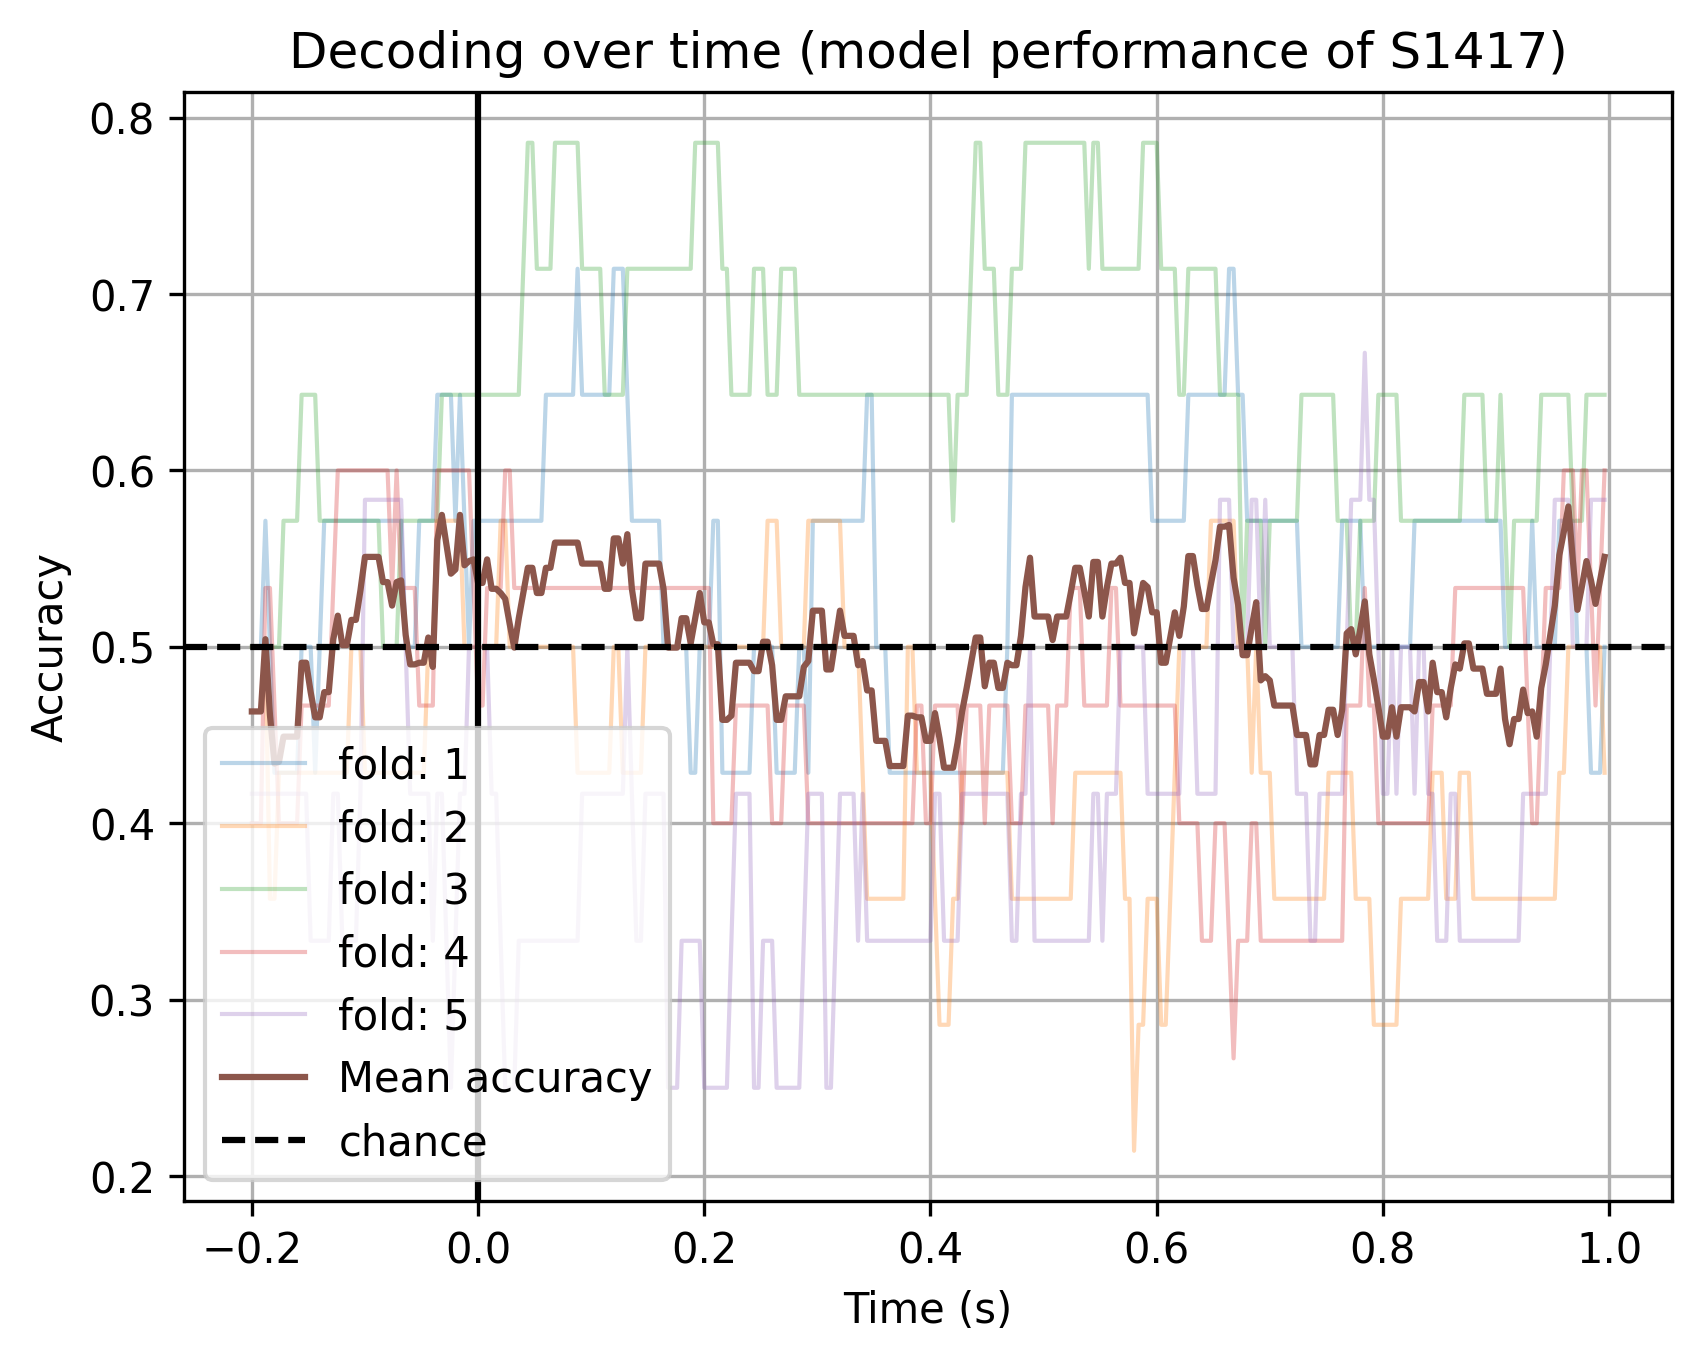 Decoding over time (model performance of S1417)
Accuracy
0.8
0.7
0.6
0.5
0.4
0.3
0.2
fold: 1
fold: 2
fold: 3
fold: 4
fold: 5
Mean accuracy
chance
−0.2 0.0 0.2 0.4 0.6 0.8 1.0
Time (s)